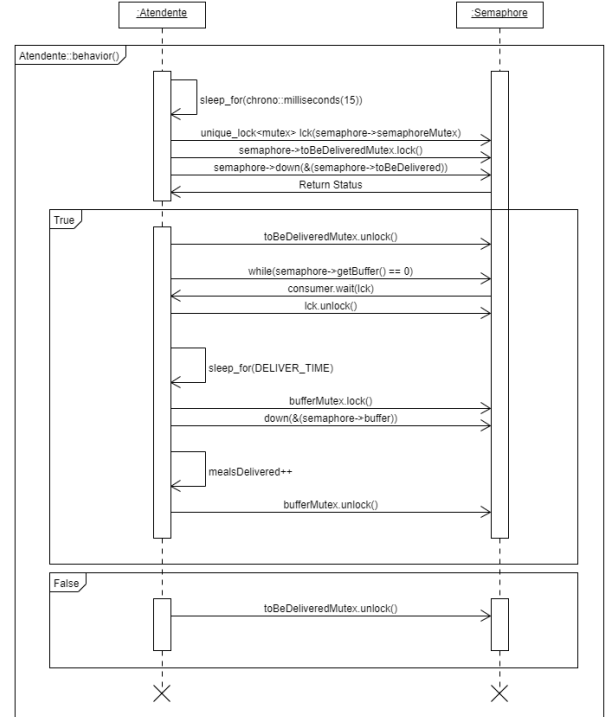 :Atendente
:Semaphore
Atendente::behavior()
sleep_for(chrono::milliseconds(15))
unique_lock<mutex> lck(semaphore->semaphoreMutex)
semaphore->toBeDeliveredMutex.lock()
semaphore->down(&(semaphore->toBeDelivered))
Return Status
True
toBeDeliveredMutex.unlock()
while(semaphore->getBuffer() == 0)
consumer.wait(lck)
lck.unlock()
sleep_for(DELIVER_TIME)
bufferMutex.lock()
down(&(semaphore->buffer))
mealsDelivered++
bufferMutex.unlock()
False
toBeDeliveredMutex.unlock()